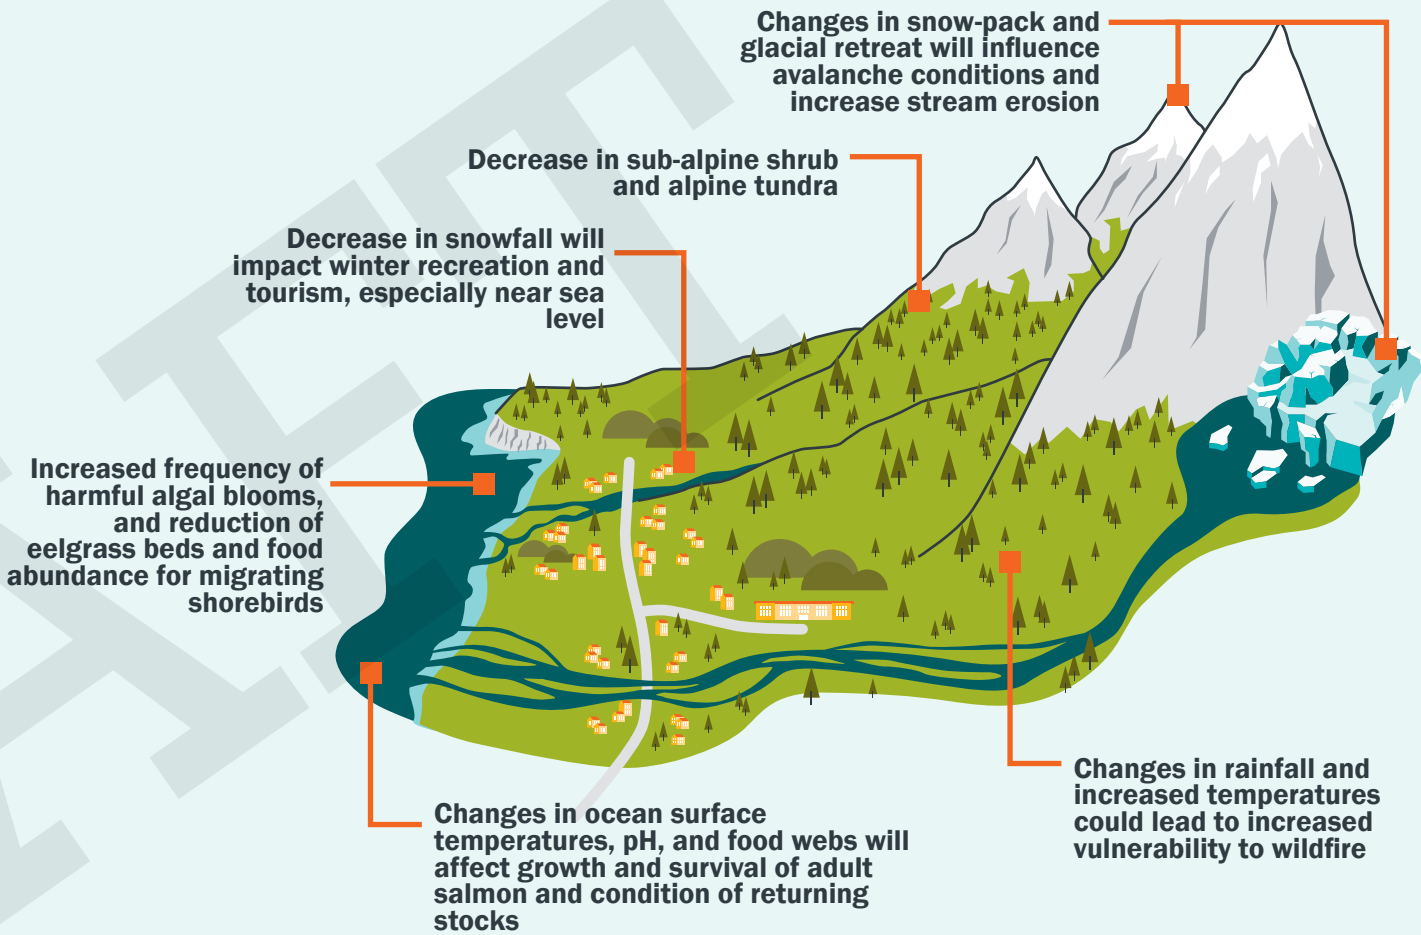 Changes in snow-pack and
glacial retreat will influence
avalanche conditions and
increase stream erosion
Decrease in sub-alpine shrub
and alpine tundra
Decrease in snowfall will
impact winter recreation and
tourism, especially near sea
level
Increased frequency of
harmful algal blooms,
and reduction of
eelgrass beds and food
abundance for migrating
shorebirds
Changes in rainfall and
increased temperatures
could lead to increased
vulnerability to wildfire
Changes in ocean surface
temperatures, pH, and food webs will
affect growth and survival of adult
salmon and condition of returning
stocks
AFT